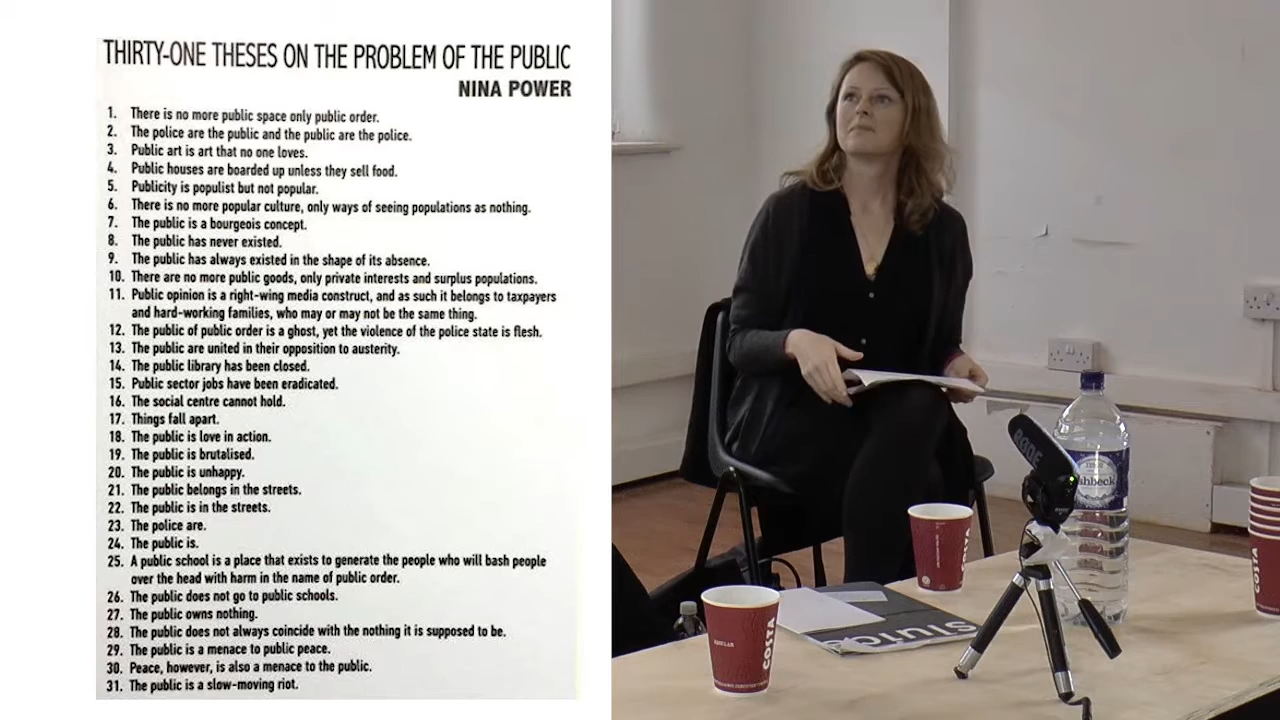 THIRTY-ONE THESES ON THE PROBLEM OF THE PUBLIC
NINA POWER
1. There is no more public space only public order.
2. The police are the public and the public are the police.
3. Public art is art that no one loves.
4. Public houses are boarded up unless they sell food.
5. Publicity is populist but not popular.
6. There is no more popular culture, only ways of seeing populations as nothing.
7. The public is a bourgeois concept.
8. The public has never existed.
9. The public has always existed in the shape of its absence.
10. There are no more public goods, only private interests and surplus populations.
11. Public opinion is a right-wing media construct, and as such it belongs to taxpayers
and hard-working families, who may or may not be the same thing.
12. The public of public order is a ghost, yet the violence of the police state is flesh.
13. The public are united in their opposition to austerity.
14. The public library has been closed.
15. Public sector jobs have been eradicated.
16. The social centre cannot hold.
17. Things fall apart.
18. The public is love in action.
19. The public is brutalised.
20. The public is unhappy.
21. The public belongs in the streets.
22. The public is in the streets.
23. The police are.
24. The public is.
25. A public school is a place that exists to generate the people who will bash people
over the head with harm in the name of public order.
26. The public does not go to public schools.
27. The public owns nothing.
28. The public does not always coincide with the nothing it is supposed to be.
29. The public is a menace to public peace.
30. Peace, however, is also a menace to the public.
31. The public is a slow-moving riot.
RODE
COSTA
COSTA
COSTA